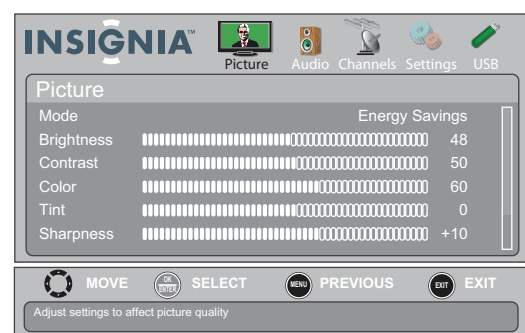 INSIGNIA™
Picture Audio Channels Settings USB
Picture
Mode Energy Savings
Brightness 48
Contrast 50
Color 60
Tint 0
Sharpness +10
MOVE OK ENTER SELECT MENU PREVIOUS EXIT EXIT
Adjust settings to affect picture quality